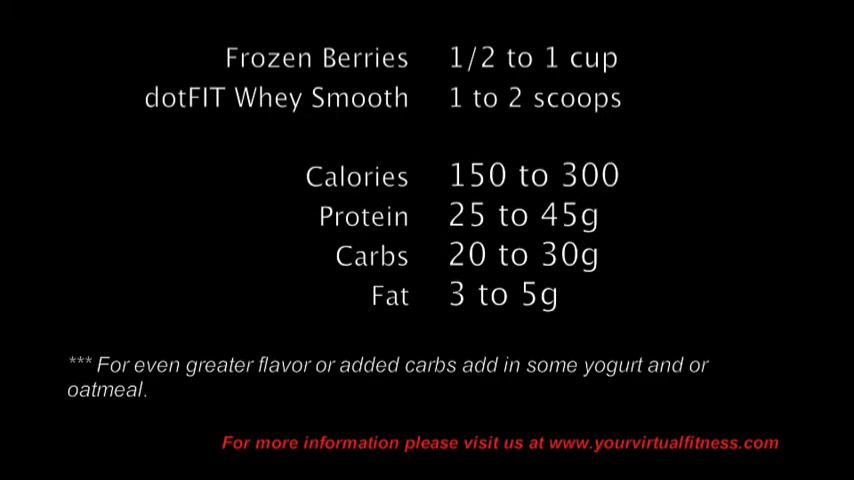 Frozen Berries 1/2 to 1 cup
dotFIT Whey Smooth 1 to 2 scoops
Calories 150 to 300
Protein 25 to 45g
Carbs 20 to 30g
Fat 3 to 5g
*** For even greater flavor or added carbs add in some yogurt and or
oatmeal.
For more information please visit us at www.yourvirtualfitness.com